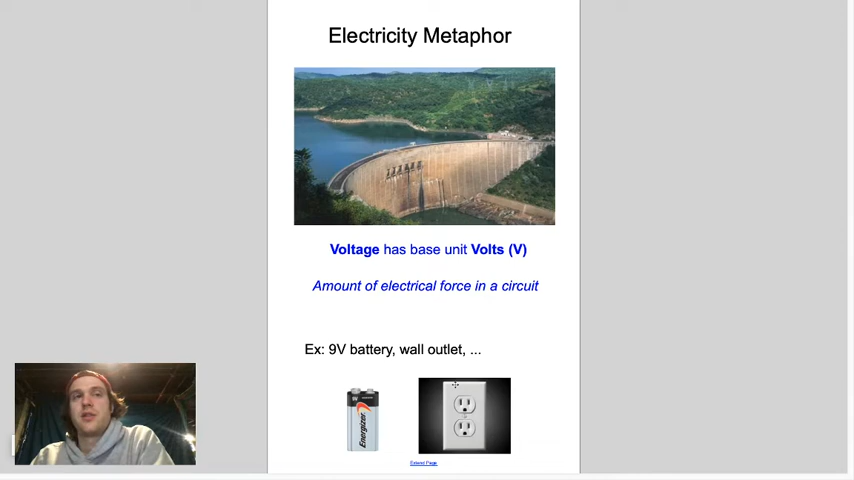 Electricity Metaphor
Voltage has base unit Volts (V)
Amount of electrical force in a circuit
Ex: 9V battery, wall outlet, ...
Energizer
Extend Page